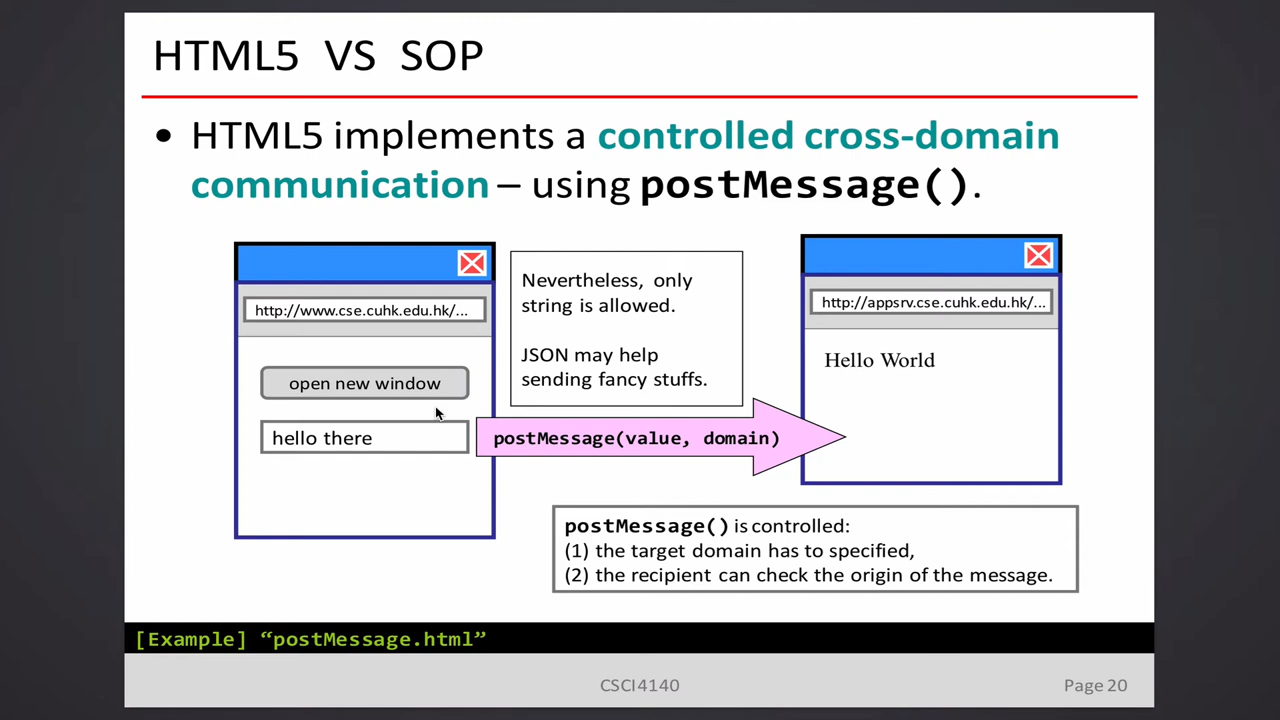 HTML5 VS SOP
• HTML5 implements a controlled cross-domain
communication – using postMessage().
http://www.cse.cuhk.edu.hk/...
open new window
hello there
Nevertheless, only
string is allowed.
JSON may help
sending fancy stuffs.
postMessage(value, domain)
http://appsrv.cse.cuhk.edu.hk/...
Hello World
postMessage() is controlled:
(1) the target domain has to specified,
(2) the recipient can check the origin of the message.
[Example] “postMessage.html”
CSCI4140
Page 20